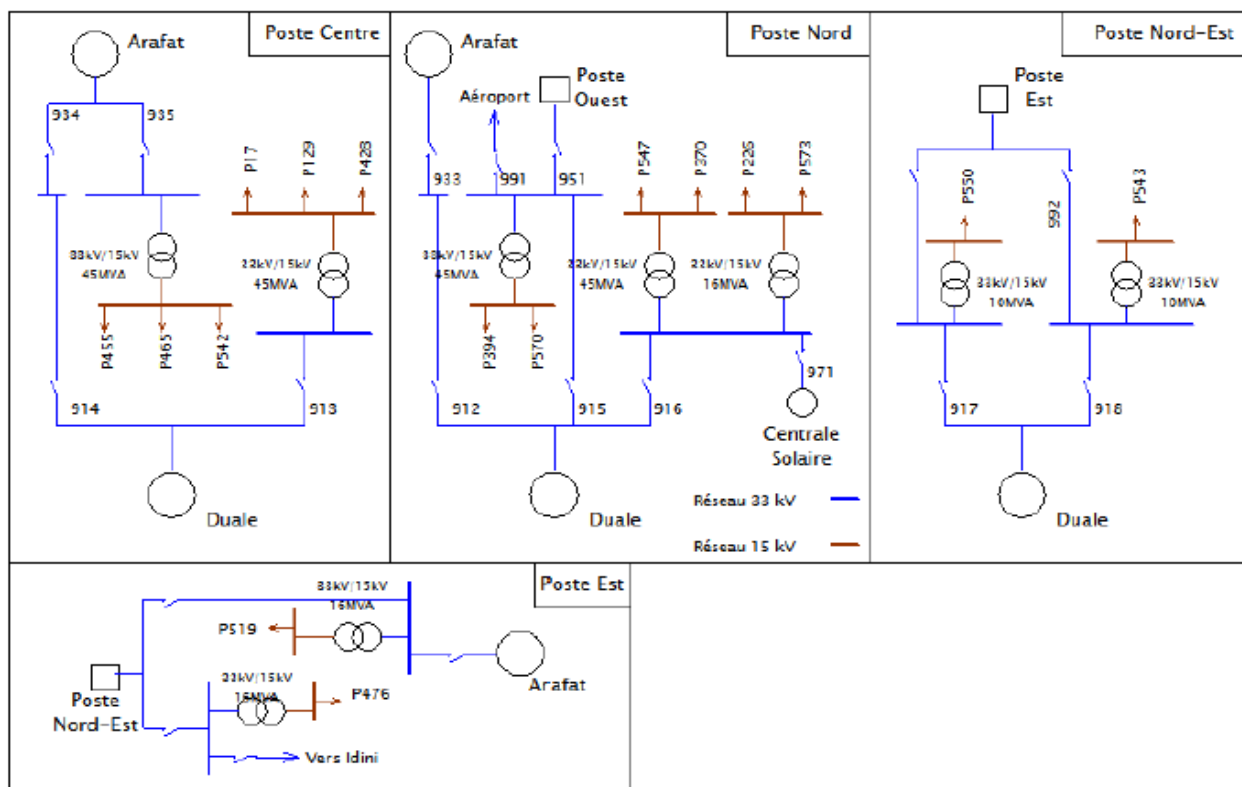 Poste Centre
Arafat
934
935
P17
P129
P428
33kV/15kV
45MVA
33kV/15kV
45MVA
P455
P465
P542
914
913
Duale
Poste Nord
Arafat
Aéroport
Poste
Ouest
933
991
951
P547
P370
P226
P573
33kV/15kV
45MVA
33kV/15kV
45MVA
33kV/15kV
16MVA
P394
P570
912
915
916
971
Centrale
Solaire
Duale
Réseau 33 kV
Réseau 15 kV
Poste Nord-Est
Poste
Est
P550
992
P543
33kV/15kV
10MVA
33kV/15kV
10MVA
917
918
Duale
Poste Est
33kV/15kV
16MVA
P519
Arafat
33kV/15kV
16MVA
P476
Poste
Nord-Est
Vers Idini